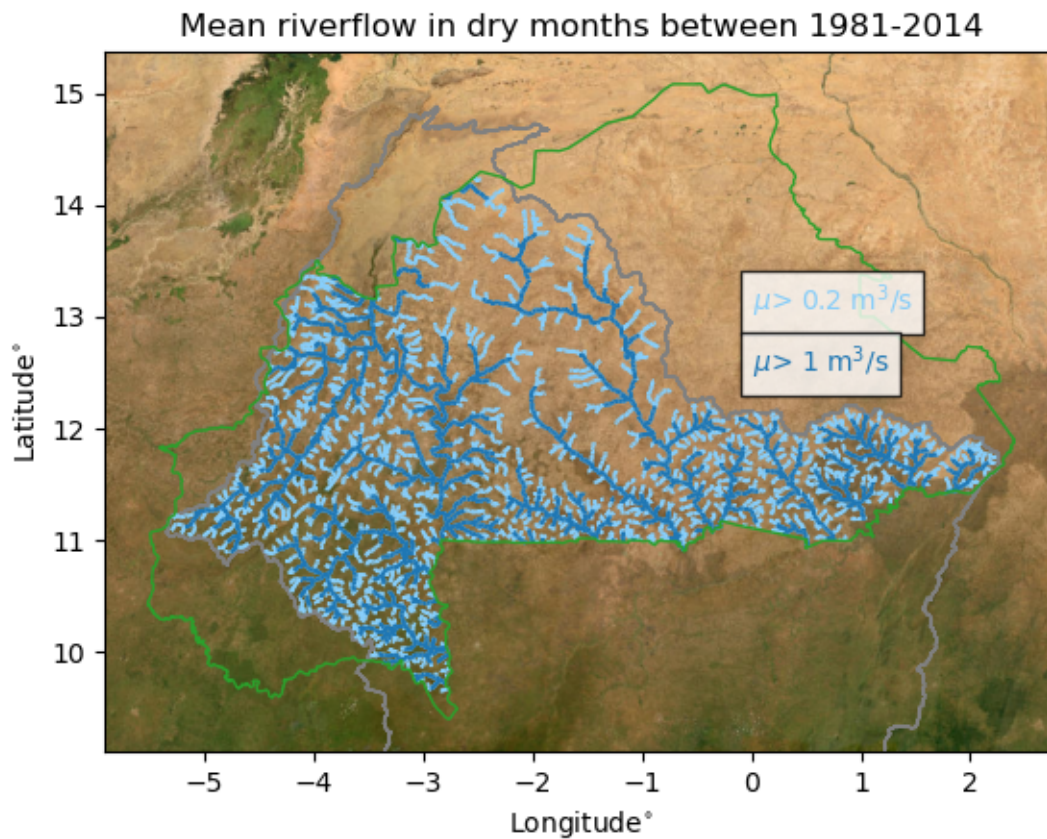 Mean riverflow in dry months between 1981-2014
15
14
13
12
11
10
Latitude°
μ> 0.2 m³/s
μ> 1 m³/s
−5
−4
−3
−2
−1
0
1
2
Longitude°